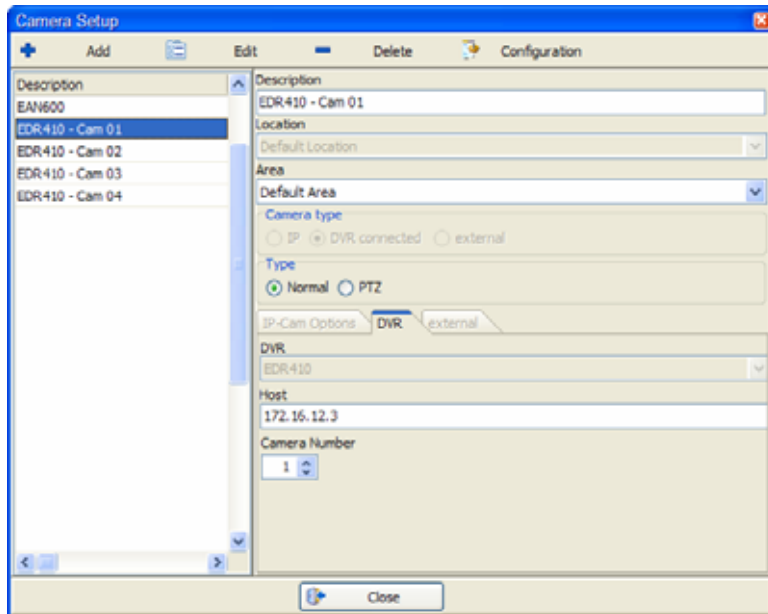 Camera Setup
Add Edit Delete Configuration
Description
EAN600
EDR410 - Cam 01
EDR410 - Cam 02
EDR410 - Cam 03
EDR410 - Cam 04
Description
EDR410 - Cam 01
Location
Default Location
Area
Default Area
Camera type
IP DVR connected external
Type
Normal PTZ
IP-Cam Options DVR external
DVR
EDR410
Host
172.16.12.3
Camera Number
1
Close